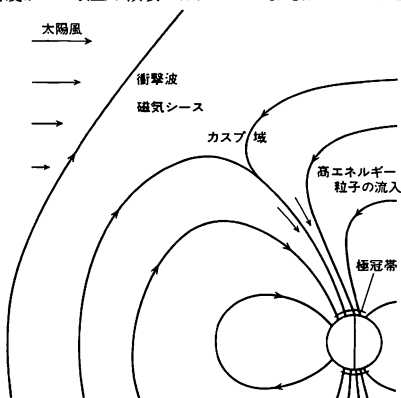 太陽風
衝撃波
磁気シース
カスプ域
高エネルギー
粒子の流入
極冠帯